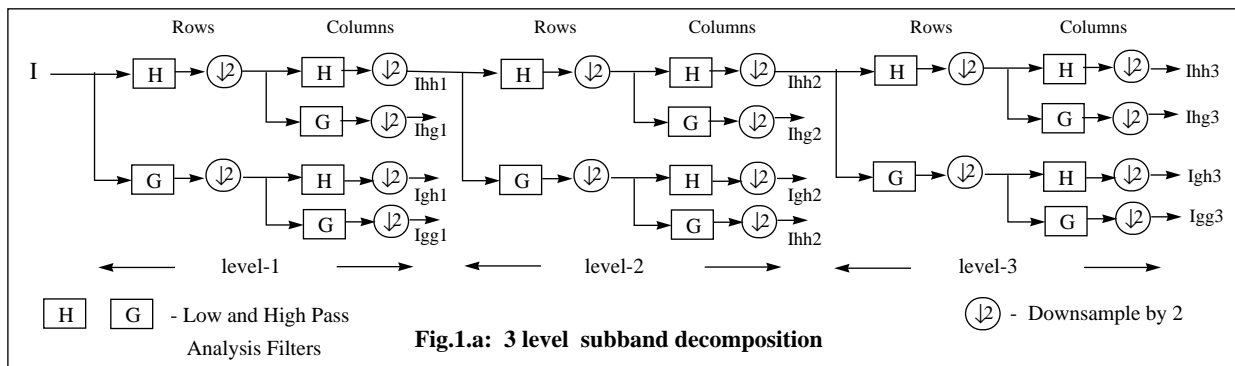 Rows Columns Rows Columns Rows Columns
I H ↓2 H ↓2 Ihh1 H ↓2 H ↓2 Ihh2 H ↓2 H ↓2 Ihh3
G ↓2 Ihg1 G ↓2 Ihg2 G ↓2 Ihg3
G ↓2 H ↓2 Igh1 G ↓2 H ↓2 Igh2 G ↓2 H ↓2 Igh3
G ↓2 Igg1 G ↓2 Ihh2 G ↓2 Igg3
level-1 level-2 level-3
H G - Low and High Pass ↓2 - Downsample by 2
Analysis Filters
Fig.1.a: 3 level subband decomposition